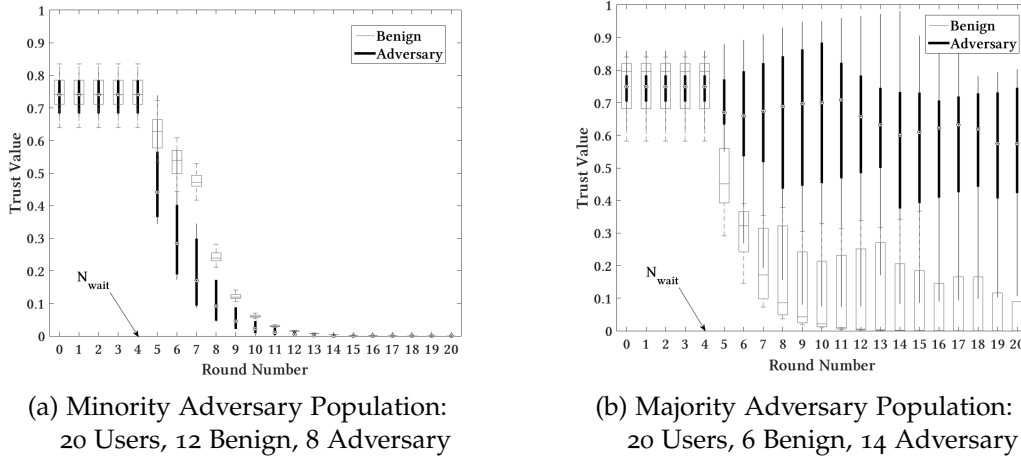 1
0.9
0.8
0.7
0.6
0.5
0.4
0.3
0.2
0.1
0
Trust Value
Benign
Adversary
N_wait
0 1 2 3 4 5 6 7 8 9 10 11 12 13 14 15 16 17 18 19 20
Round Number
(a) Minority Adversary Population:
20 Users, 12 Benign, 8 Adversary
1
0.9
0.8
0.7
0.6
0.5
0.4
0.3
0.2
0.1
0
Trust Value
Benign
Adversary
N_wait
0 1 2 3 4 5 6 7 8 9 10 11 12 13 14 15 16 17 18 19 20
Round Number
(b) Majority Adversary Population:
20 Users, 6 Benign, 14 Adversary